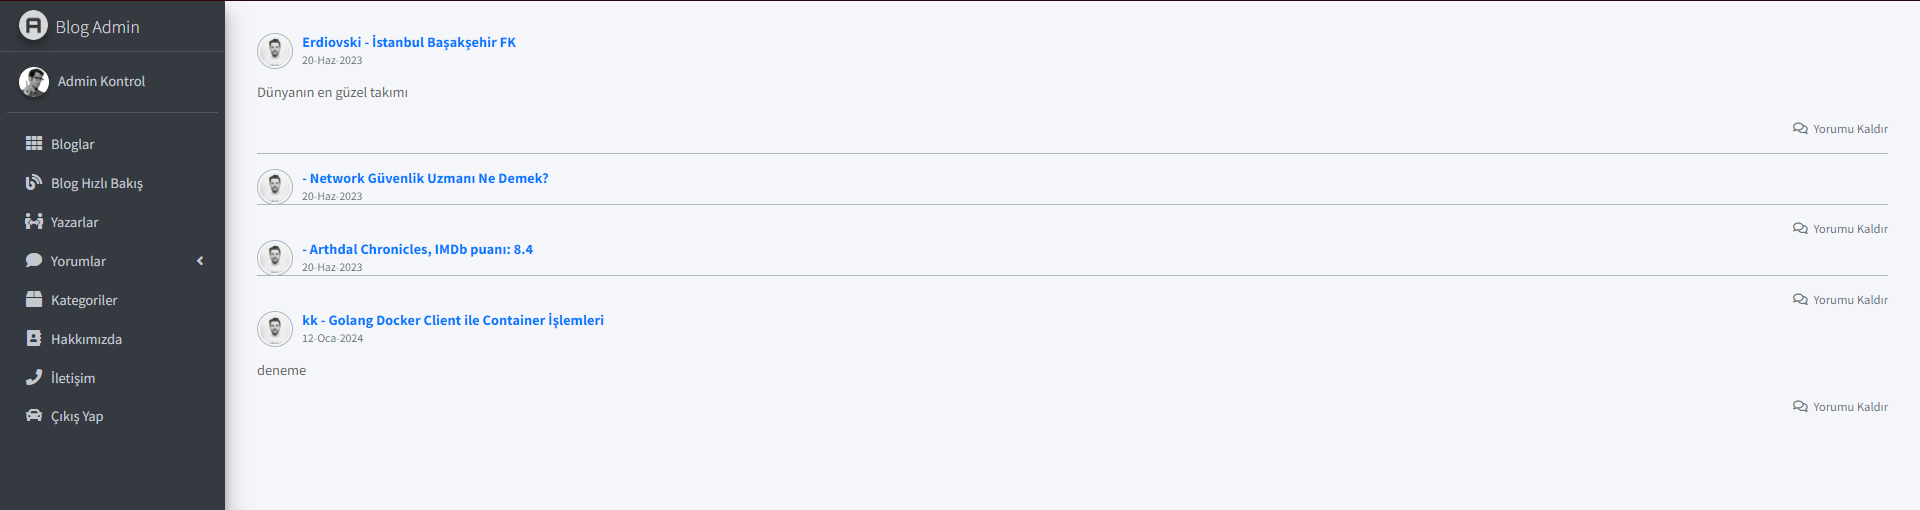 Blog Admin
Admin Kontrol
Bloglar
Blog Hızlı Bakış
Yazarlar
Yorumlar
Kategoriler
Hakkımızda
İletişim
Çıkış Yap
Erdiovski - İstanbul Başakşehir FK
20-Haz-2023
Dünyanın en güzel takımı
Yorumu Kaldır
- Network Güvenlik Uzmanı Ne Demek?
20-Haz-2023
Yorumu Kaldır
- Arthdal Chronicles, IMDb puanı: 8.4
20-Haz-2023
Yorumu Kaldır
kk - Golang Docker Client ile Container İşlemleri
12-Oca-2024
deneme
Yorumu Kaldır